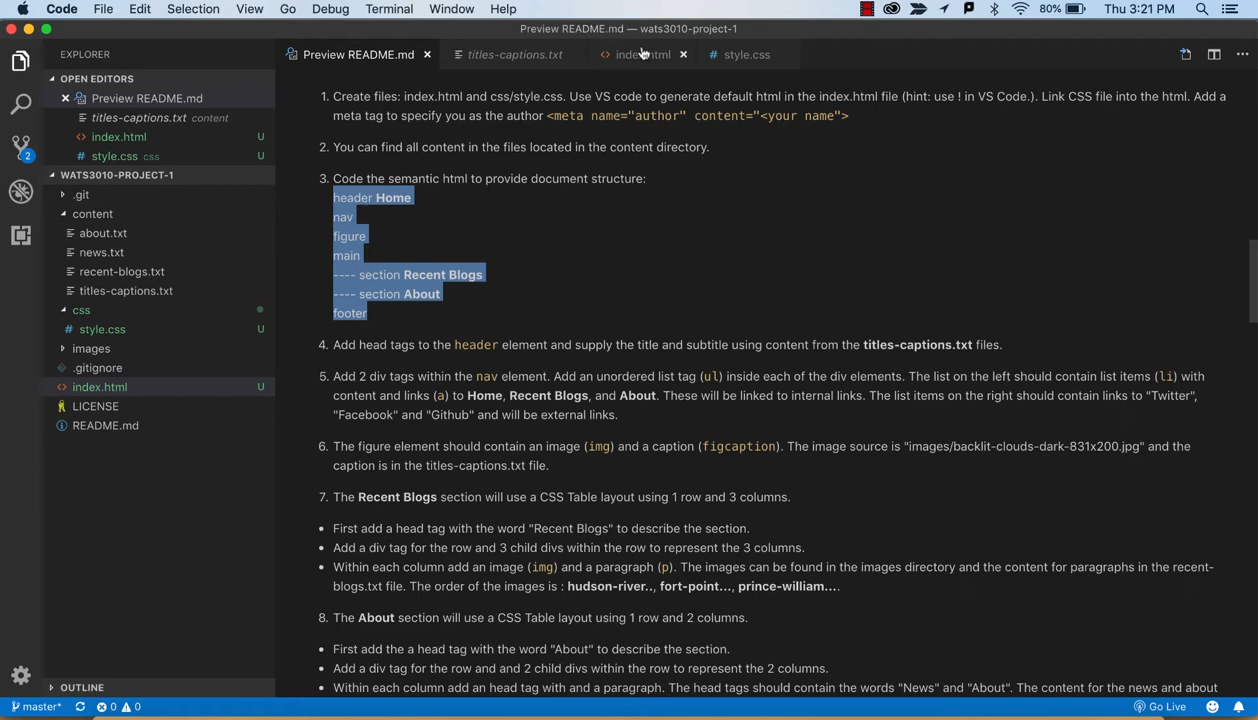 Code File Edit Selection View Go Debug Terminal Window Help 80% Thu 3:21 PM
Preview README.md — wats3010-project-1
EXPLORER
OPEN EDITORS
Preview README.md
titles-captions.txt content
index.html U
style.css css U
WATS3010-PROJECT-1
.git
content
about.txt
news.txt
recent-blogs.txt
titles-captions.txt
css
style.css U
images
.gitignore
index.html U
LICENSE
README.md
OUTLINE
Preview README.md titles-captions.txt index.html style.css
1. Create files: index.html and css/style.css. Use VS code to generate default html in the index.html file (hint: use ! in VS Code.). Link CSS file into the html. Add a
meta tag to specify you as the author <meta name="author" content="<your name">
2. You can find all content in the files located in the content directory.
3. Code the semantic html to provide document structure:
header Home
nav
figure
main
---- section Recent Blogs
---- section About
footer
4. Add head tags to the header element and supply the title and subtitle using content from the titles-captions.txt files.
5. Add 2 div tags within the nav element. Add an unordered list tag (ul) inside each of the div elements. The list on the left should contain list items (li) with
content and links (a) to Home, Recent Blogs, and About. These will be linked to internal links. The list items on the right should contain links to "Twitter",
"Facebook" and "Github" and will be external links.
6. The figure element should contain an image (img) and a caption (figcaption). The image source is "images/backlit-clouds-dark-831x200.jpg" and the
caption is in the titles-captions.txt file.
7. The Recent Blogs section will use a CSS Table layout using 1 row and 3 columns.
• First add a head tag with the word "Recent Blogs" to describe the section.
• Add a div tag for the row and 3 child divs within the row to represent the 3 columns.
• Within each column add an image (img) and a paragraph (p). The images can be found in the images directory and the content for paragraphs in the recent-
blogs.txt file. The order of the images is : hudson-river.., fort-point..., prince-william....
8. The About section will use a CSS Table layout using 1 row and 2 columns.
• First add the a head tag with the word "About" to describe the section.
• Add a div tag for the row and and 2 child divs within the row to represent the 2 columns.
• Within each column add an head tag with and a paragraph. The head tags should contain the words "News" and "About". The content for the news and about
2
master* 0 0 Go Live